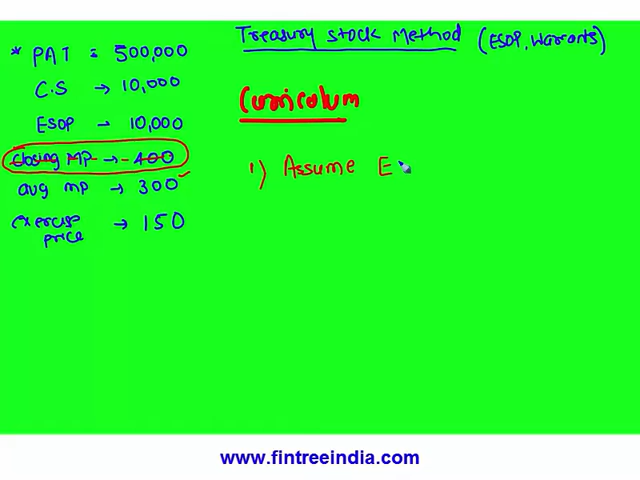 * PAT = 500,000
C.S → 10,000
ESOP - 10,000
closing MP → 400
avg mp → 300
exercise price → 150
Treasury stock Method (ESOP, Warrants)
Curriculum
1) Assume E
www.fintreeindia.com